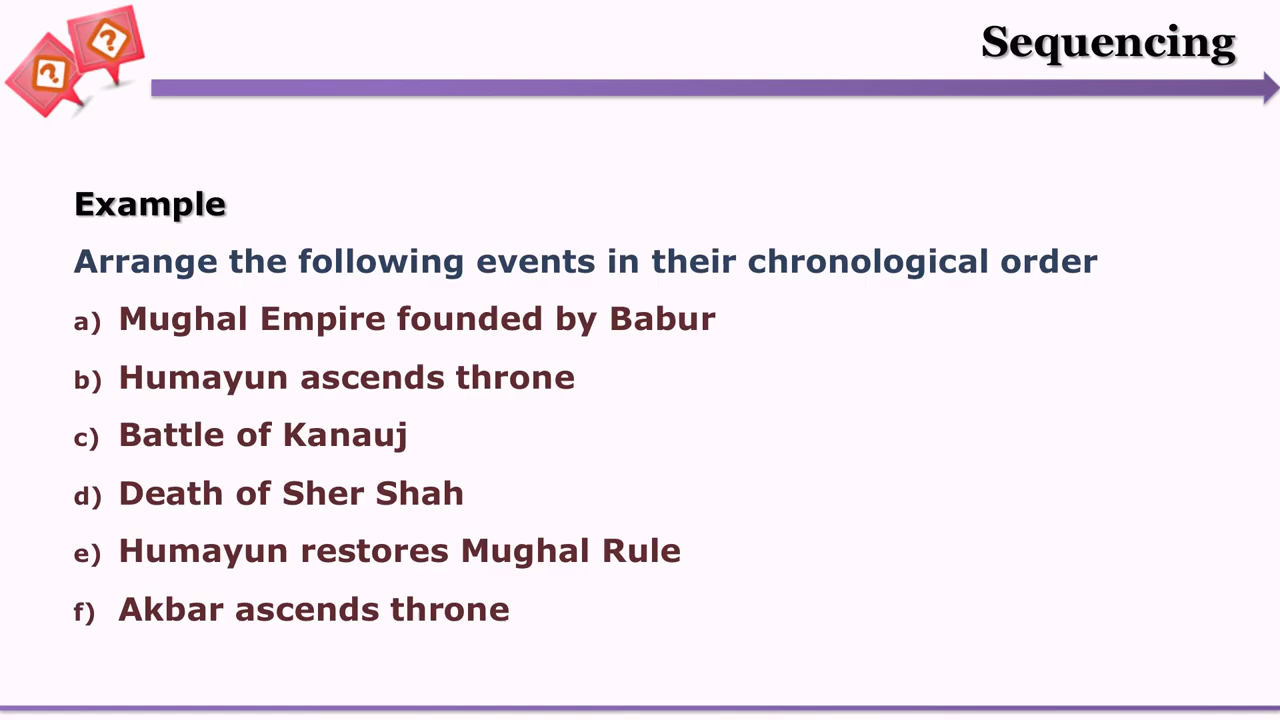 Sequencing
Example
Arrange the following events in their chronological order
a) Mughal Empire founded by Babur
b) Humayun ascends throne
c) Battle of Kanauj
d) Death of Sher Shah
e) Humayun restores Mughal Rule
f) Akbar ascends throne